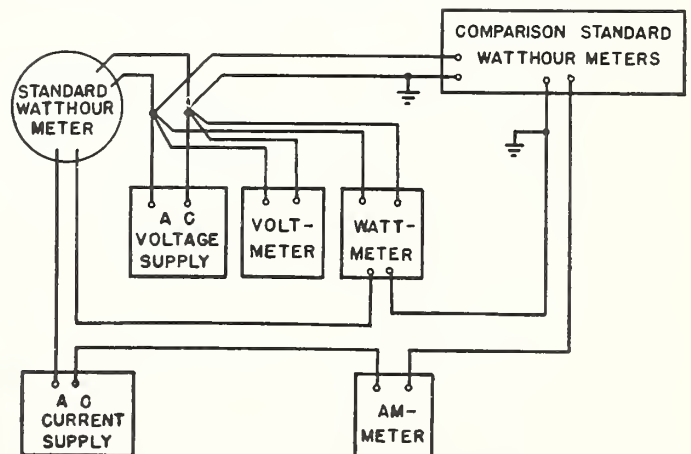 COMPARISON STANDARD
WATTHOUR METERS
STANDARD
WATTHOUR
METER
A C
VOLTAGE
SUPPLY
VOLT-
METER
WATT-
METER
A C
CURRENT
SUPPLY
AM-
METER